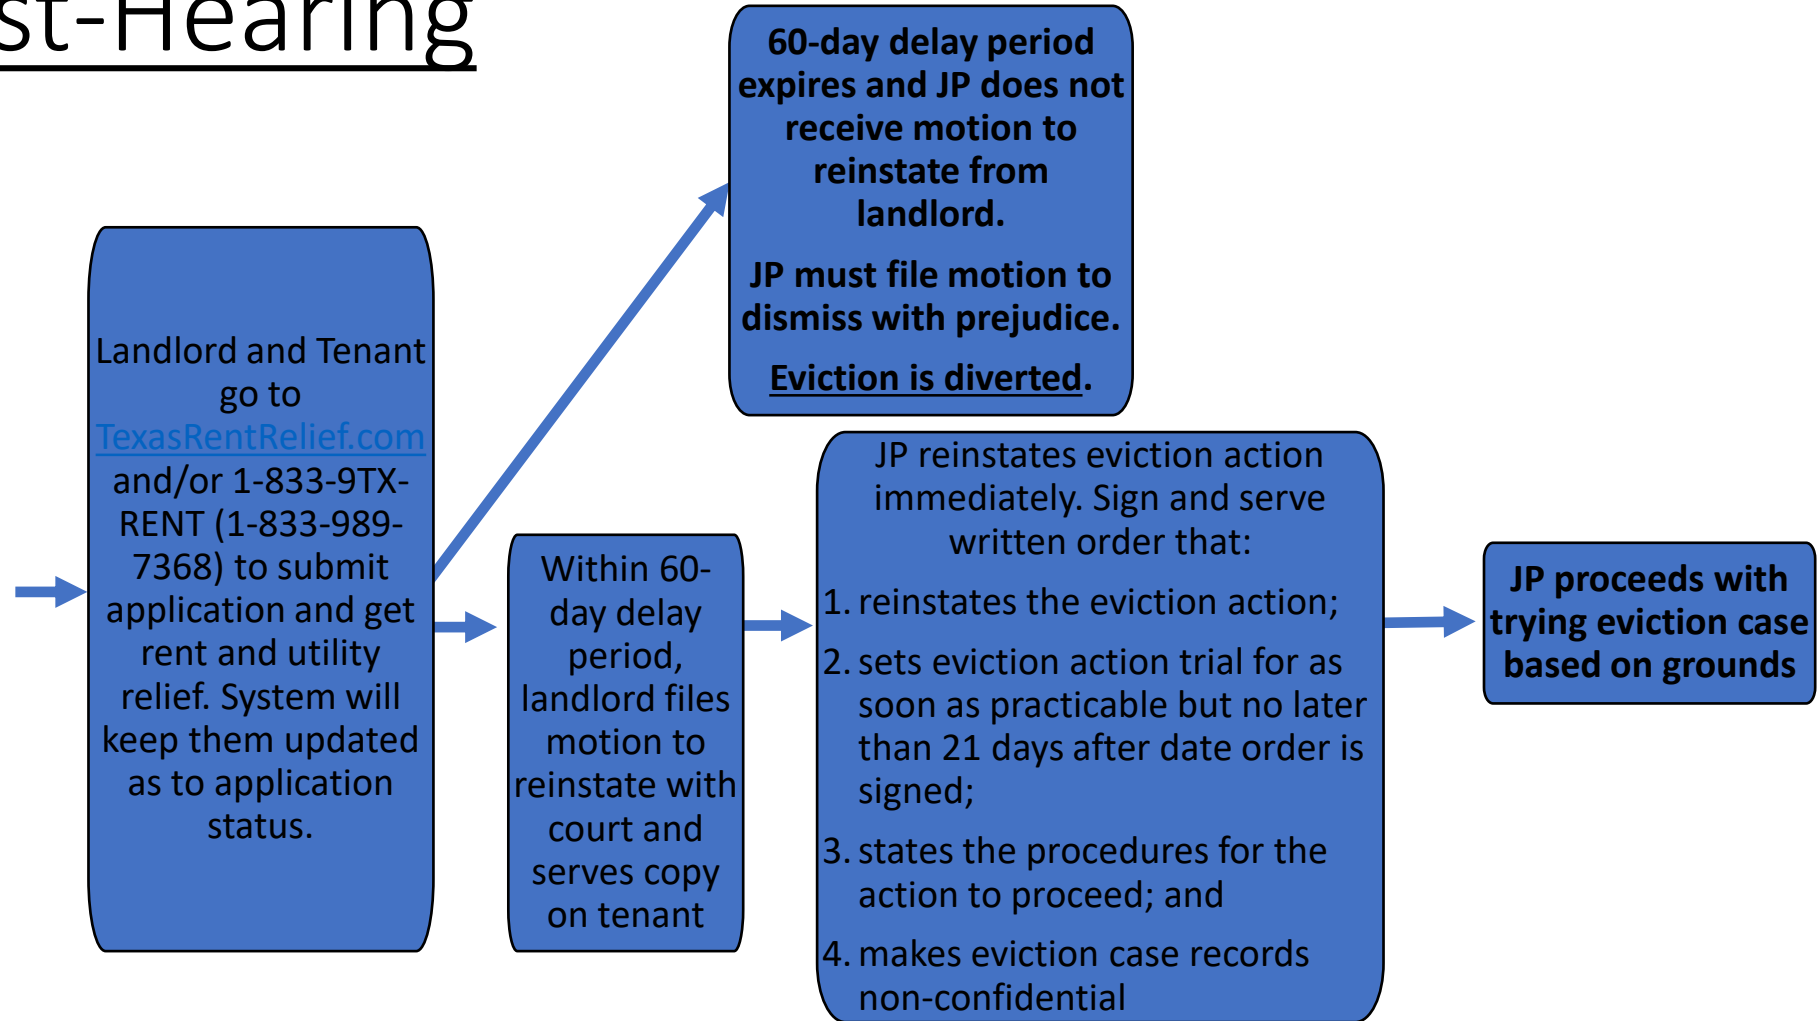 st-Hearing
60-day delay period
expires and JP does not
receive motion to
reinstate from
landlord.
JP must file motion to
dismiss with prejudice.
Eviction is diverted.
Landlord and Tenant
go to
TexasRentRelief.com
and/or 1-833-9TX-
RENT (1-833-989-
7368) to submit
application and get
rent and utility
relief. System will
keep them updated
as to application
status.
Within 60-
day delay
period,
landlord files
motion to
reinstate with
court and
serves copy
on tenant
JP reinstates eviction action
immediately. Sign and serve
written order that:
1. reinstates the eviction action;
2. sets eviction action trial for as
soon as practicable but no later
than 21 days after date order is
signed;
3. states the procedures for the
action to proceed; and
4. makes eviction case records
non-confidential
JP proceeds with
trying eviction case
based on grounds